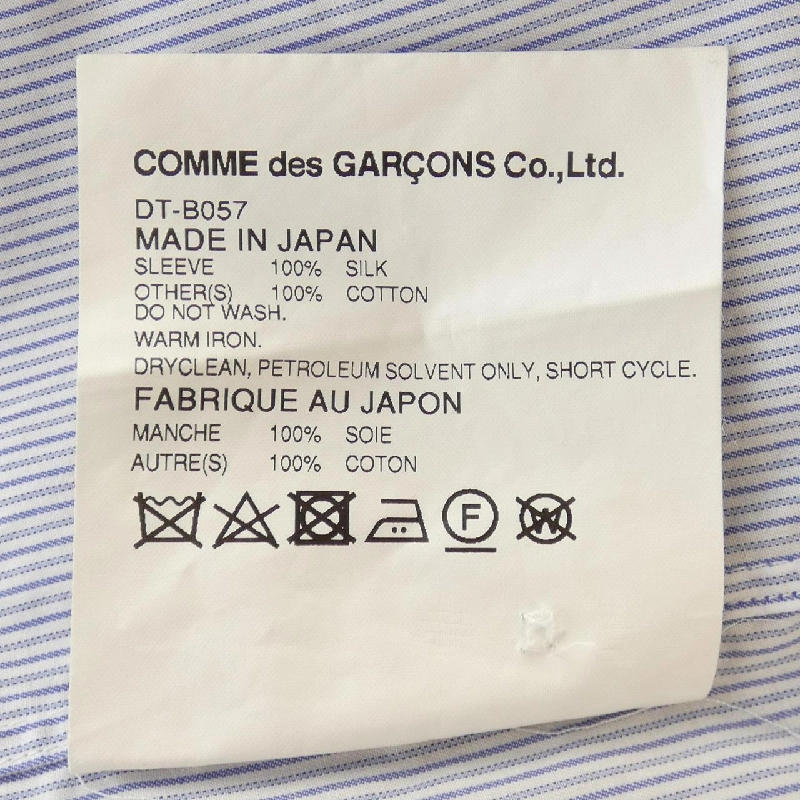 COMME des GARÇONS Co.,Ltd.
DT-B057
MADE IN JAPAN
SLEEVE 100% SILK
OTHER(S) 100% COTTON
DO NOT WASH.
WARM IRON.
DRYCLEAN, PETROLEUM SOLVENT ONLY, SHORT CYCLE.
FABRIQUE AU JAPON
MANCHE 100% SOIE
AUTRE(S) 100% COTON
F W